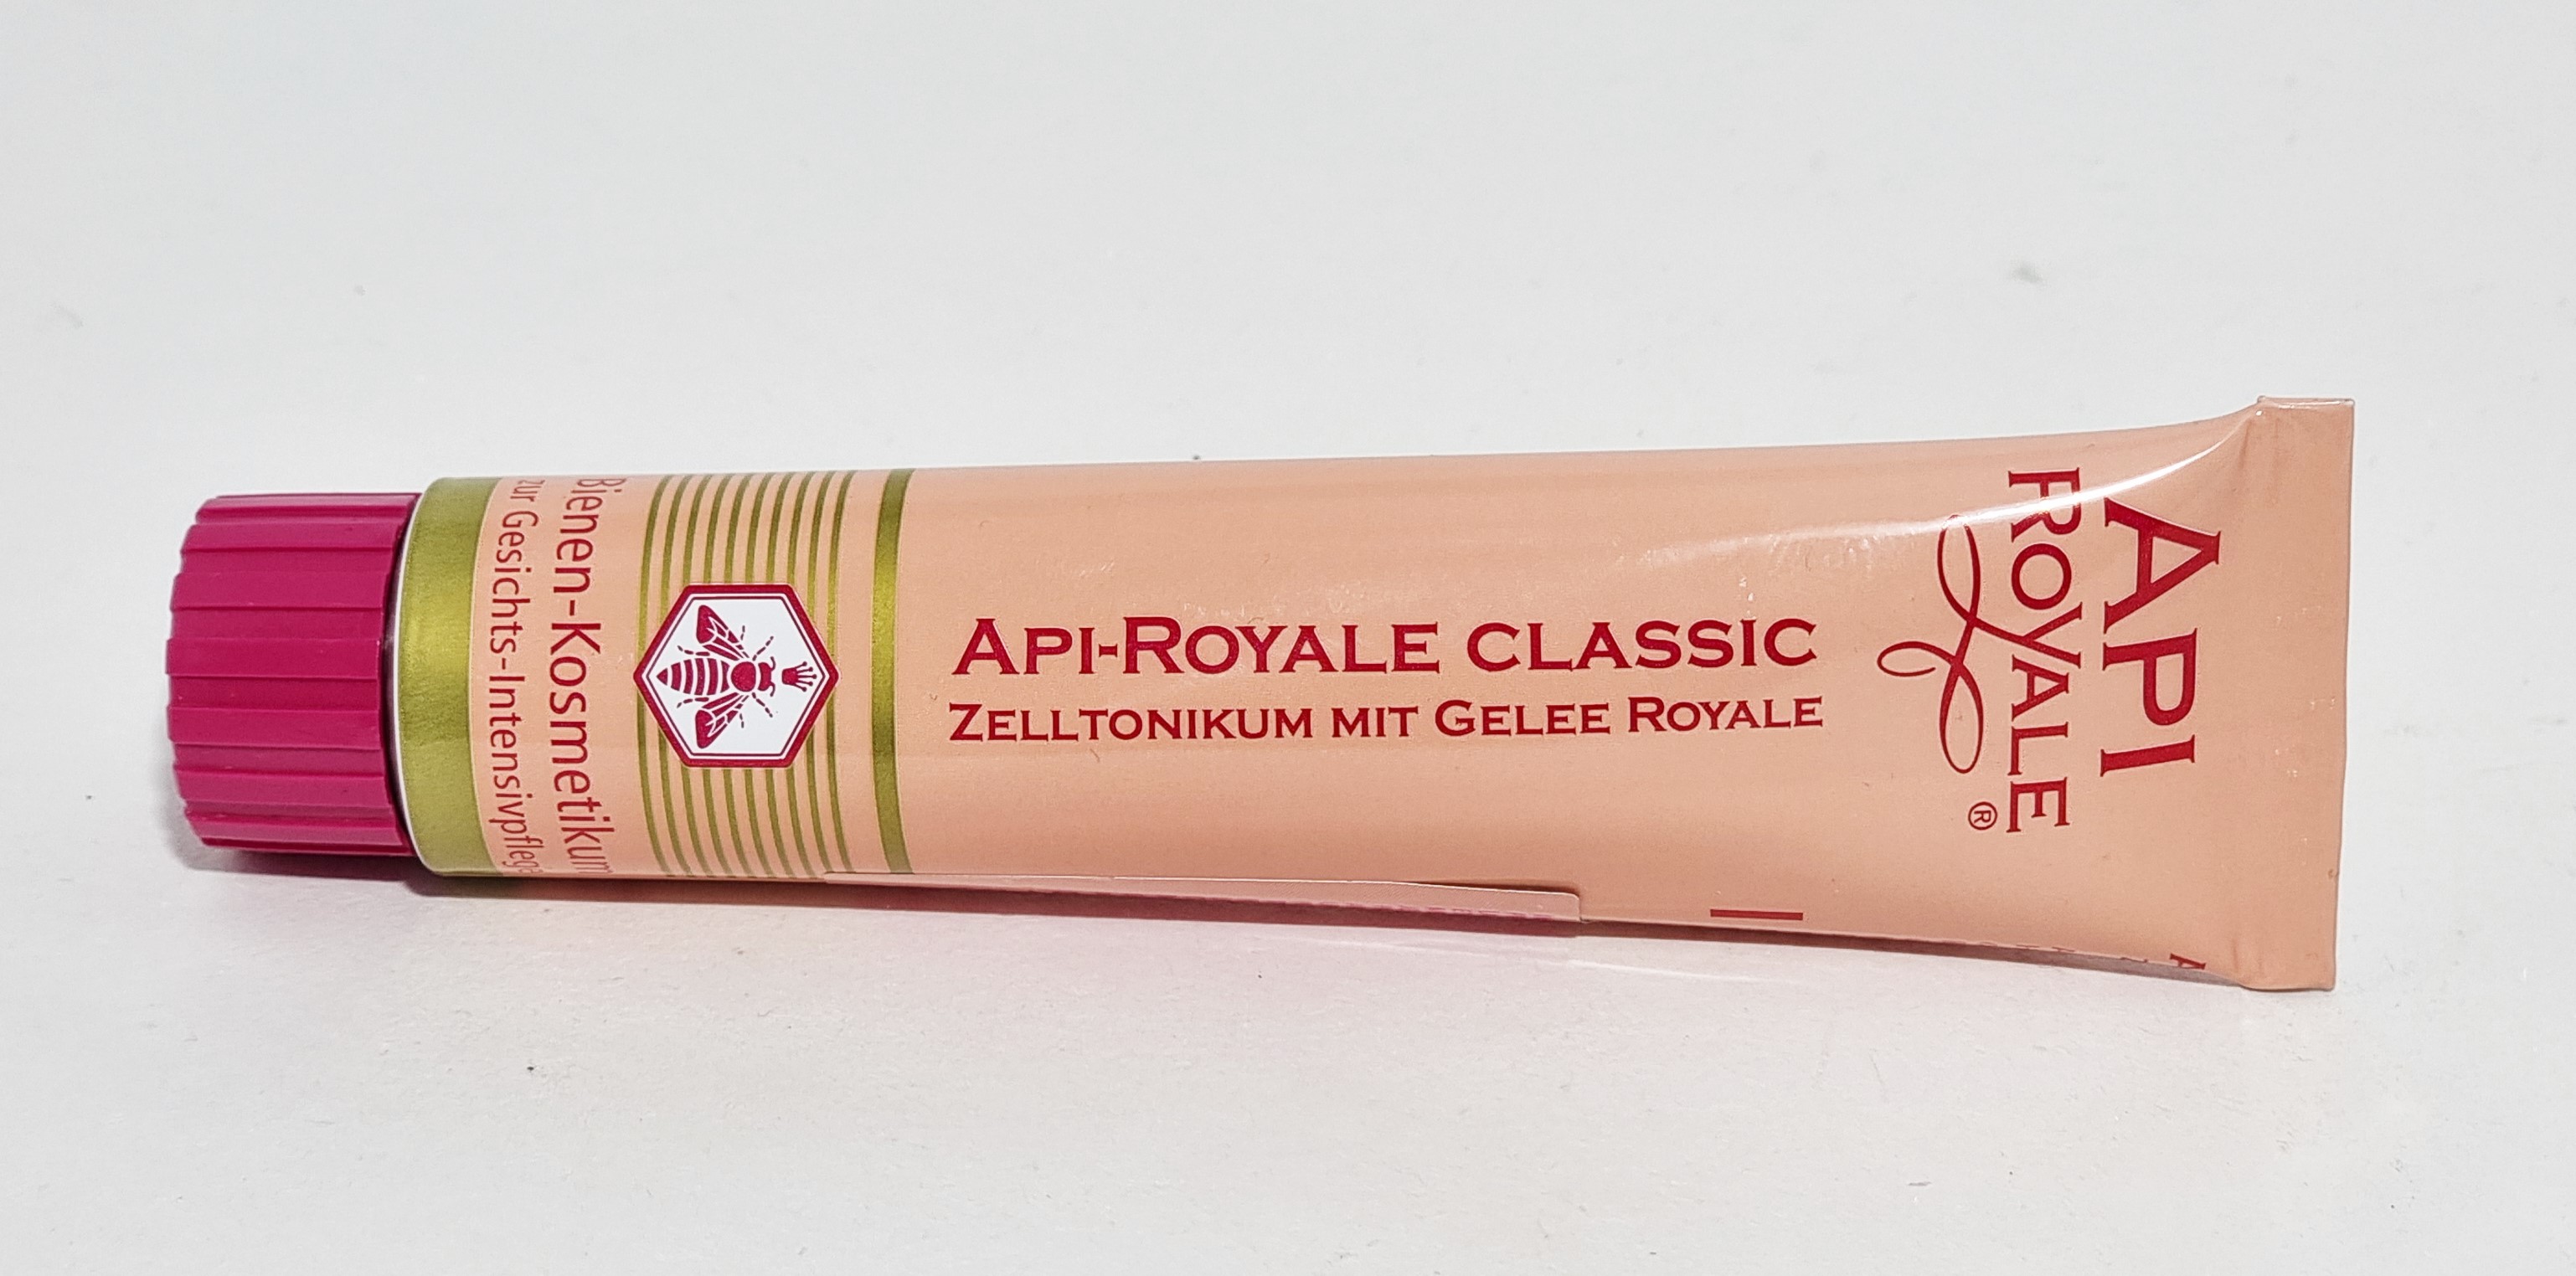 API
ROYALE
®
API-ROYALE CLASSIC
ZELLTONIKUM MIT GELEE ROYALE
Bienen-Kosmetikum
zur Gesichts-Intensivpflege